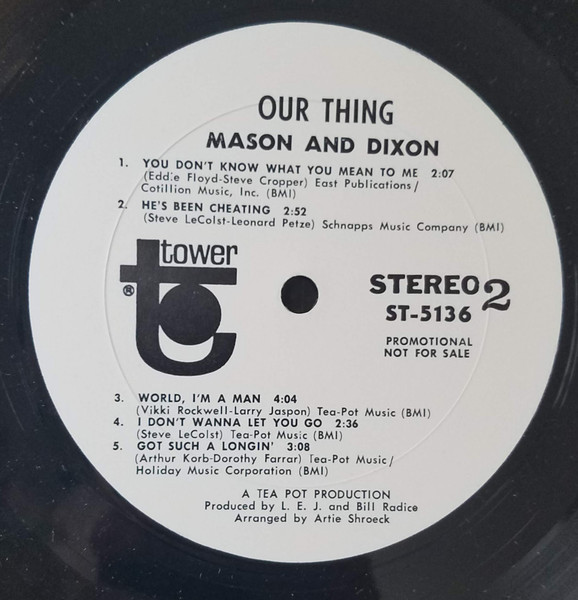 OUR THING
MASON AND DIXON
1. YOU DON'T KNOW WHAT YOU MEAN TO ME 2:07
(Eddie Floyd-Steve Cropper) East Publications/
Cotillion Music, Inc. (BMI)
2. HE'S BEEN CHEATING 2:52
(Steve LeColst-Leonard Petze) Schnapps Music Company (BMI)
tower
®
STEREO 2
ST-5136
PROMOTIONAL
NOT FOR SALE
3. WORLD, I'M A MAN 4:04
(Vikki Rockwell-Larry Jaspon) Tea-Pot Music (BMI)
4. I DON'T WANNA LET YOU GO 2:36
(Steve LeColst) Tea-Pot Music (BMI)
5. GOT SUCH A LONGIN' 3:08
(Arthur Korb-Dorothy Farrar) Tea-Pot Music/
Holiday Music Corporation (BMI)
A TEA POT PRODUCTION
Produced by L. E. J. and Bill Radice
Arranged by Artie Shroeck